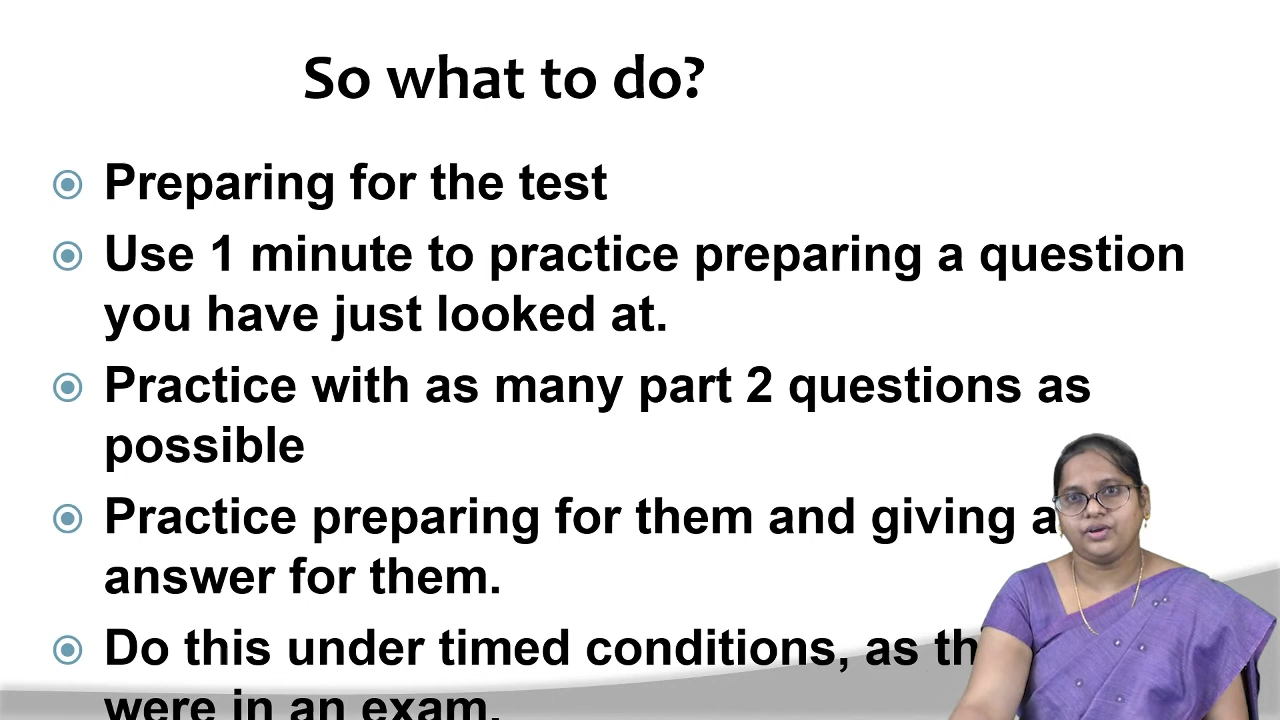 So what to do?
Preparing for the test
Use 1 minute to practice preparing a question
you have just looked at.
Practice with as many part 2 questions as
possible
Practice preparing for them and giving
answer for them.
Do this under timed conditions, as
were in an exam.